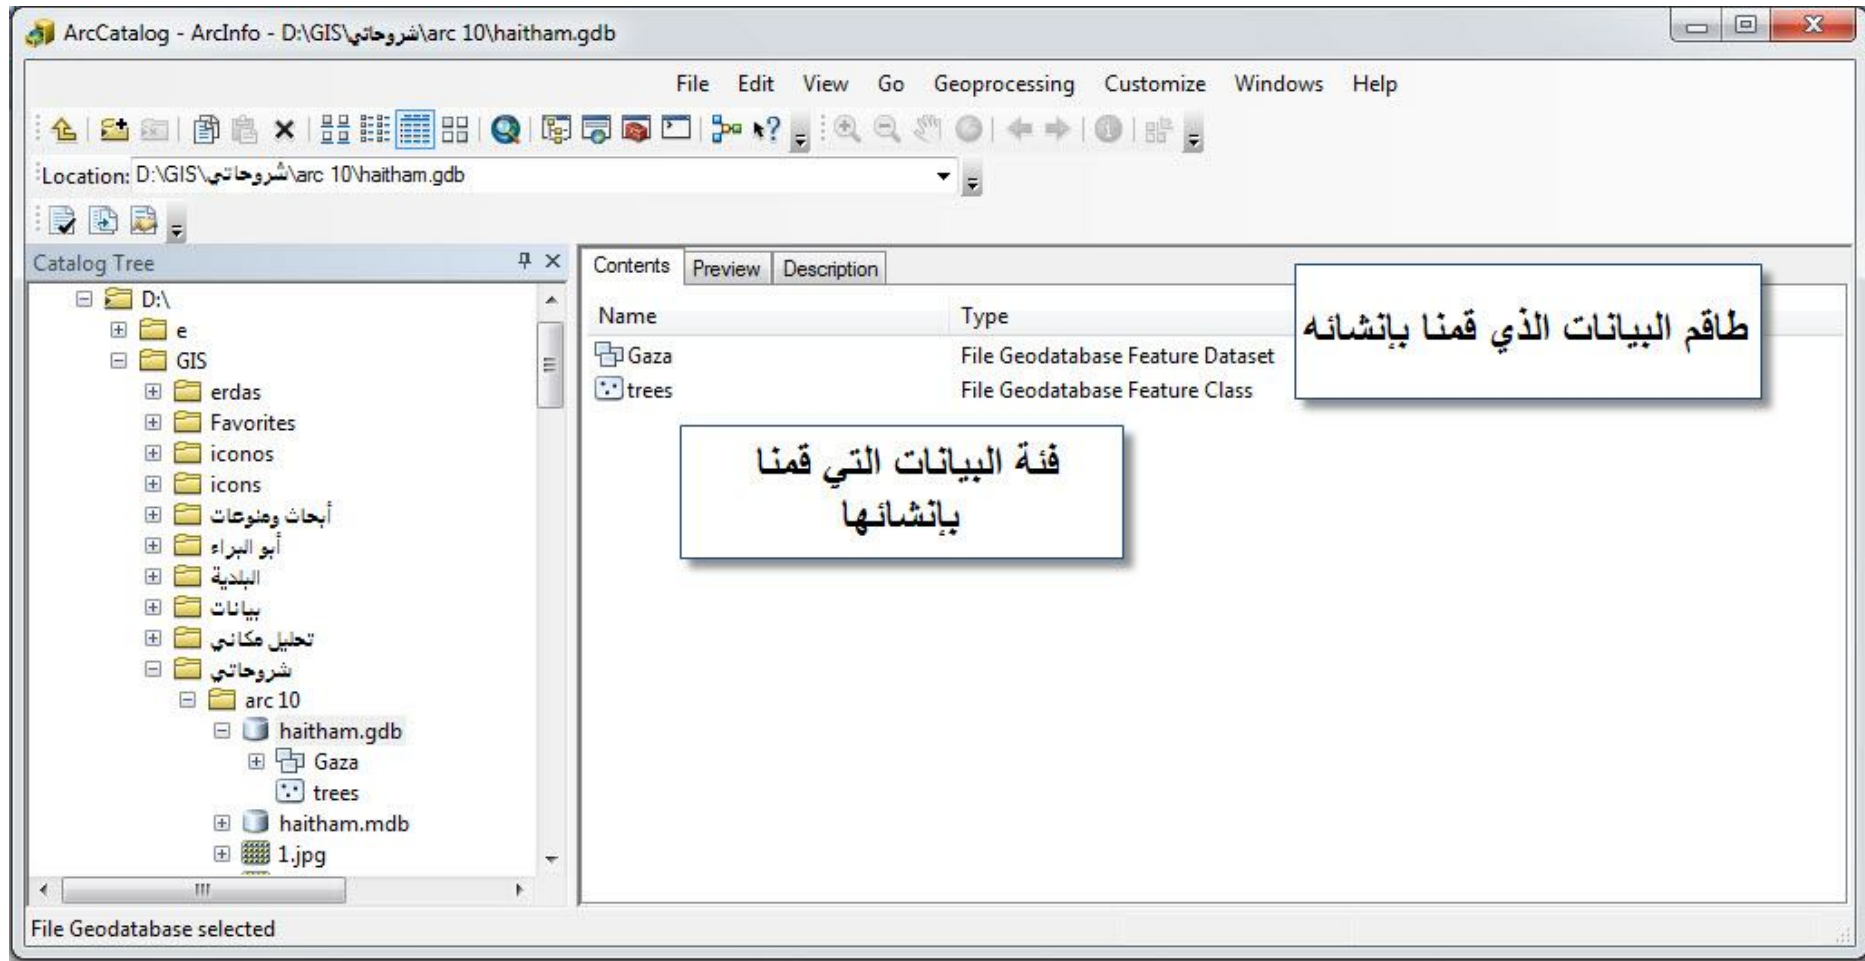 ArcCatalog - ArcInfo - D:\GIS\شروحاتي\arc 10\haitham.gdb
File Edit View Go Geoprocessing Customize Windows Help
Location: D:\GIS\شروحاتي\arc 10\haitham.gdb
Catalog Tree
D:\
e
GIS
erdas
Favorites
iconos
icons
أبحاث ومنوعات
أبو البراء
البلدية
بيانات
تحليل مكاني
شروحاتي
arc 10
haitham.gdb
Gaza
trees
haitham.mdb
1.jpg
Contents Preview Description
Name Type
Gaza File Geodatabase Feature Dataset
trees File Geodatabase Feature Class
طاقم البيانات الذي قمنا بإنشائه
فئة البيانات التي قمنا
بإنشائها
File Geodatabase selected